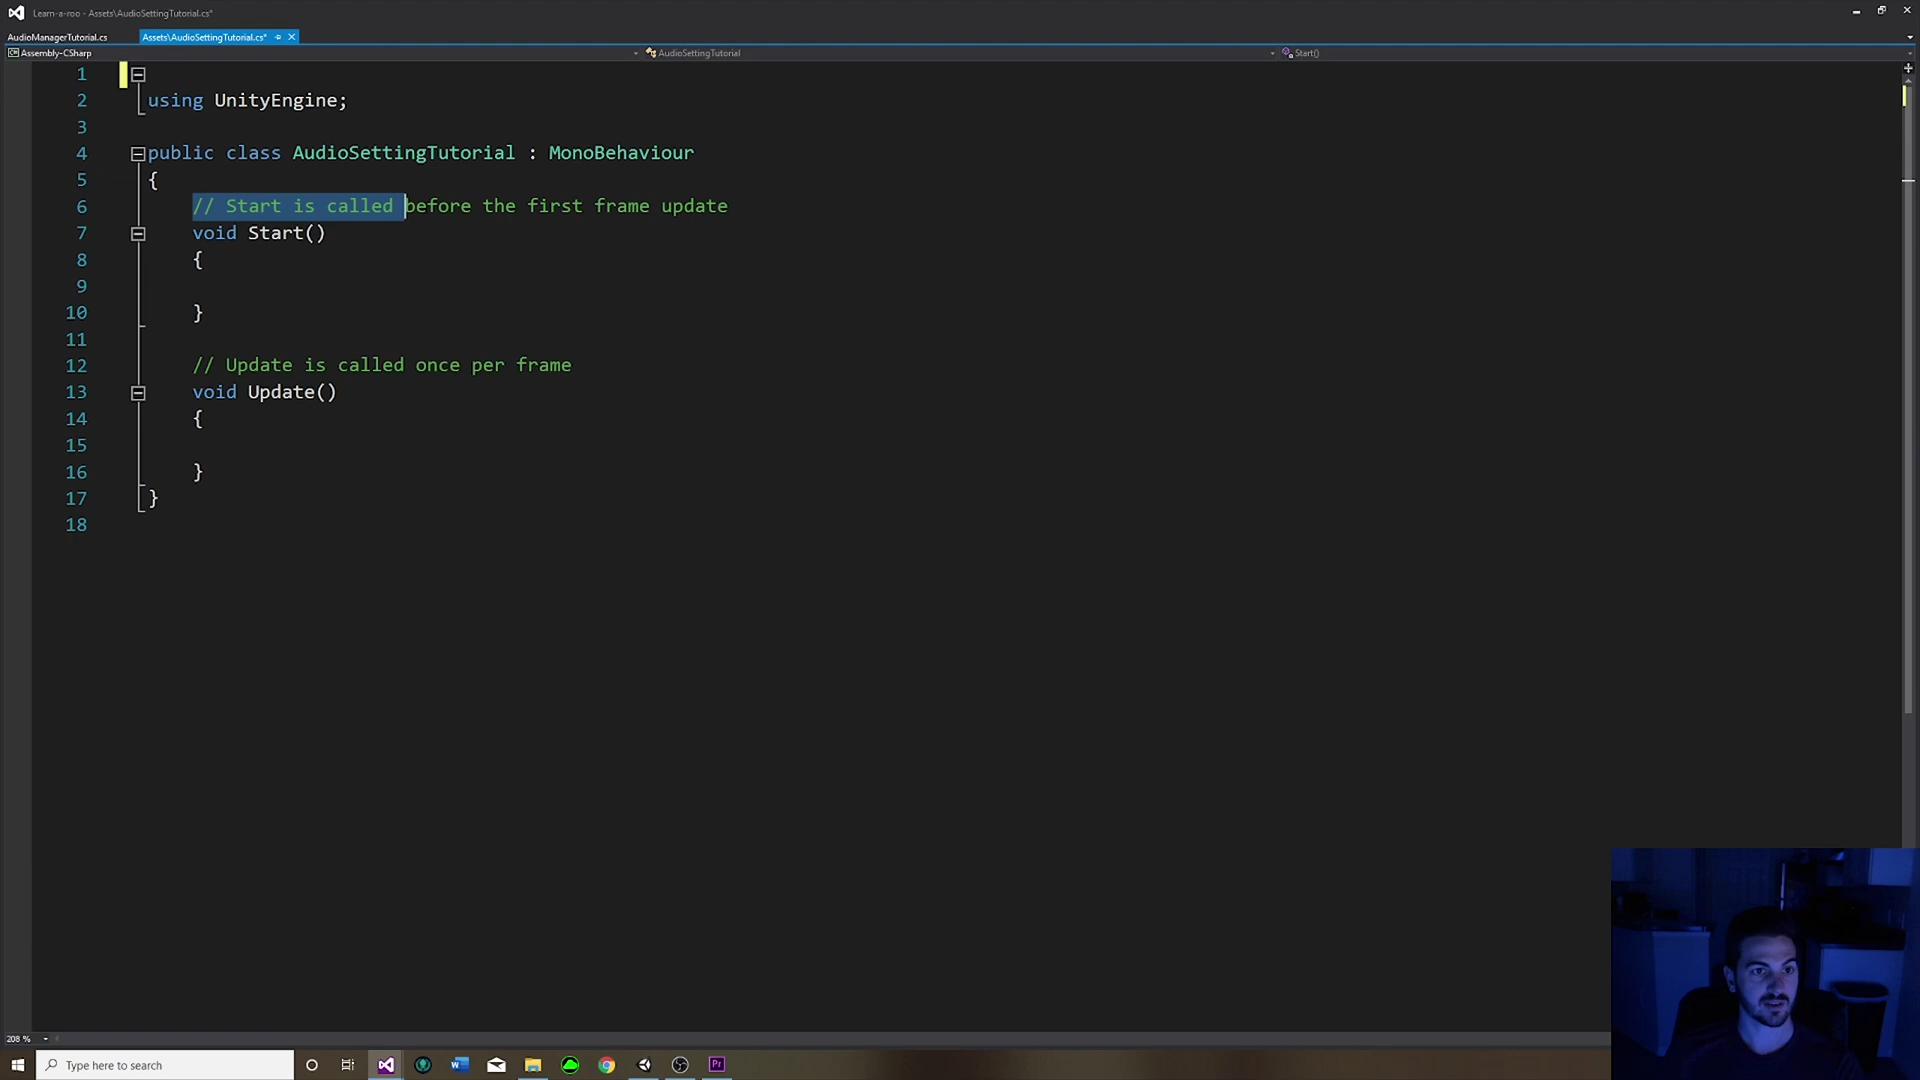 Learn-a-roo - Assets\AudioSettingTutorial.cs*
AudioManagerTutorial.cs
Assets\AudioSettingTutorial.cs*
Assembly-CSharp
AudioSettingTutorial
Start()
1
2 using UnityEngine;
3
4 public class AudioSettingTutorial : MonoBehaviour
5 {
6 // Start is called before the first frame update
7 void Start()
8 {
9
10 }
11
12 // Update is called once per frame
13 void Update()
14 {
15
16 }
17 }
18
208 %
Type here to search
Pr